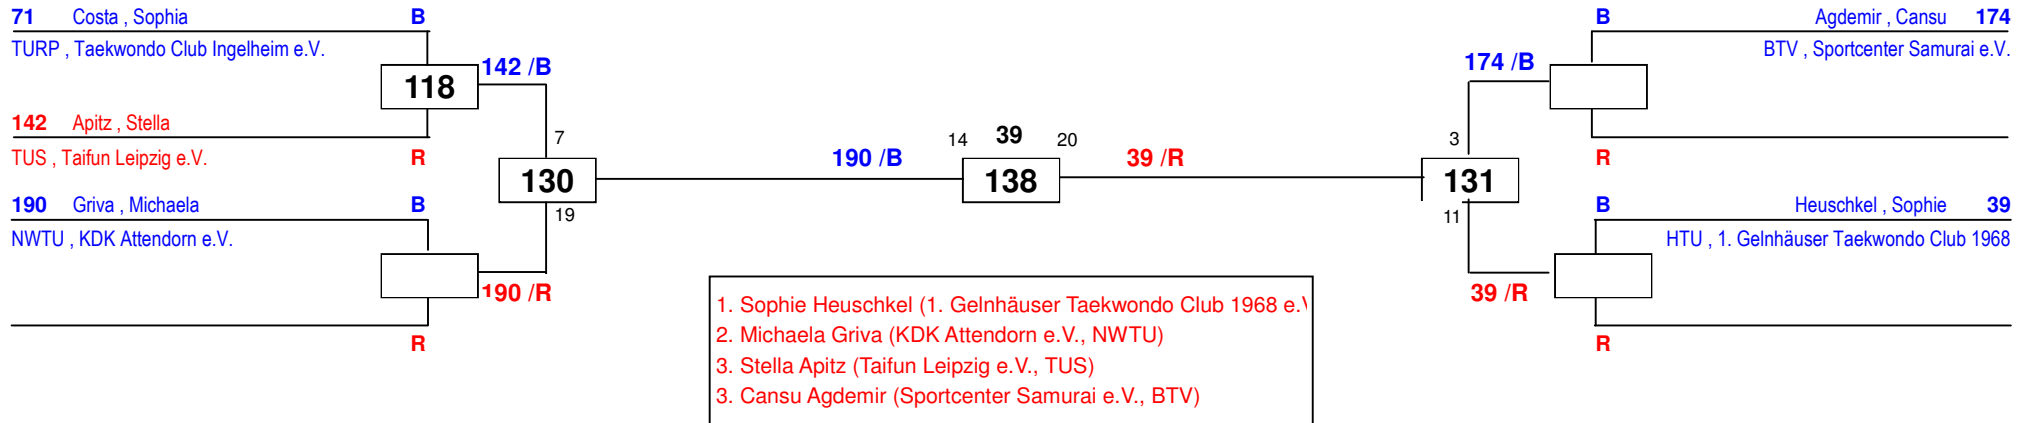 71 Costa , Sophia B
TURP , Taekwondo Club Ingelheim e.V.
118
142 /B
142 Apitz , Stella
TUS , Taifun Leipzig e.V. R
7
130
19
190 Griva , Michaela B
NWTU , KDK Attendorn e.V.
190 /R
R
190 /B
14 39 20
138
39 /R
B Agdemir , Cansu 174
BTV , Sportcenter Samurai e.V.
174 /B
R
3
131
11
B Heuschkel , Sophie 39
HTU , 1. Gelnhäuser Taekwondo Club 1968
39 /R
R
1. Sophie Heuschkel (1. Gelnhäuser Taekwondo Club 1968 e.V
2. Michaela Griva (KDK Attendorn e.V., NWTU)
3. Stella Apitz (Taifun Leipzig e.V., TUS)
3. Cansu Agdemir (Sportcenter Samurai e.V., BTV)